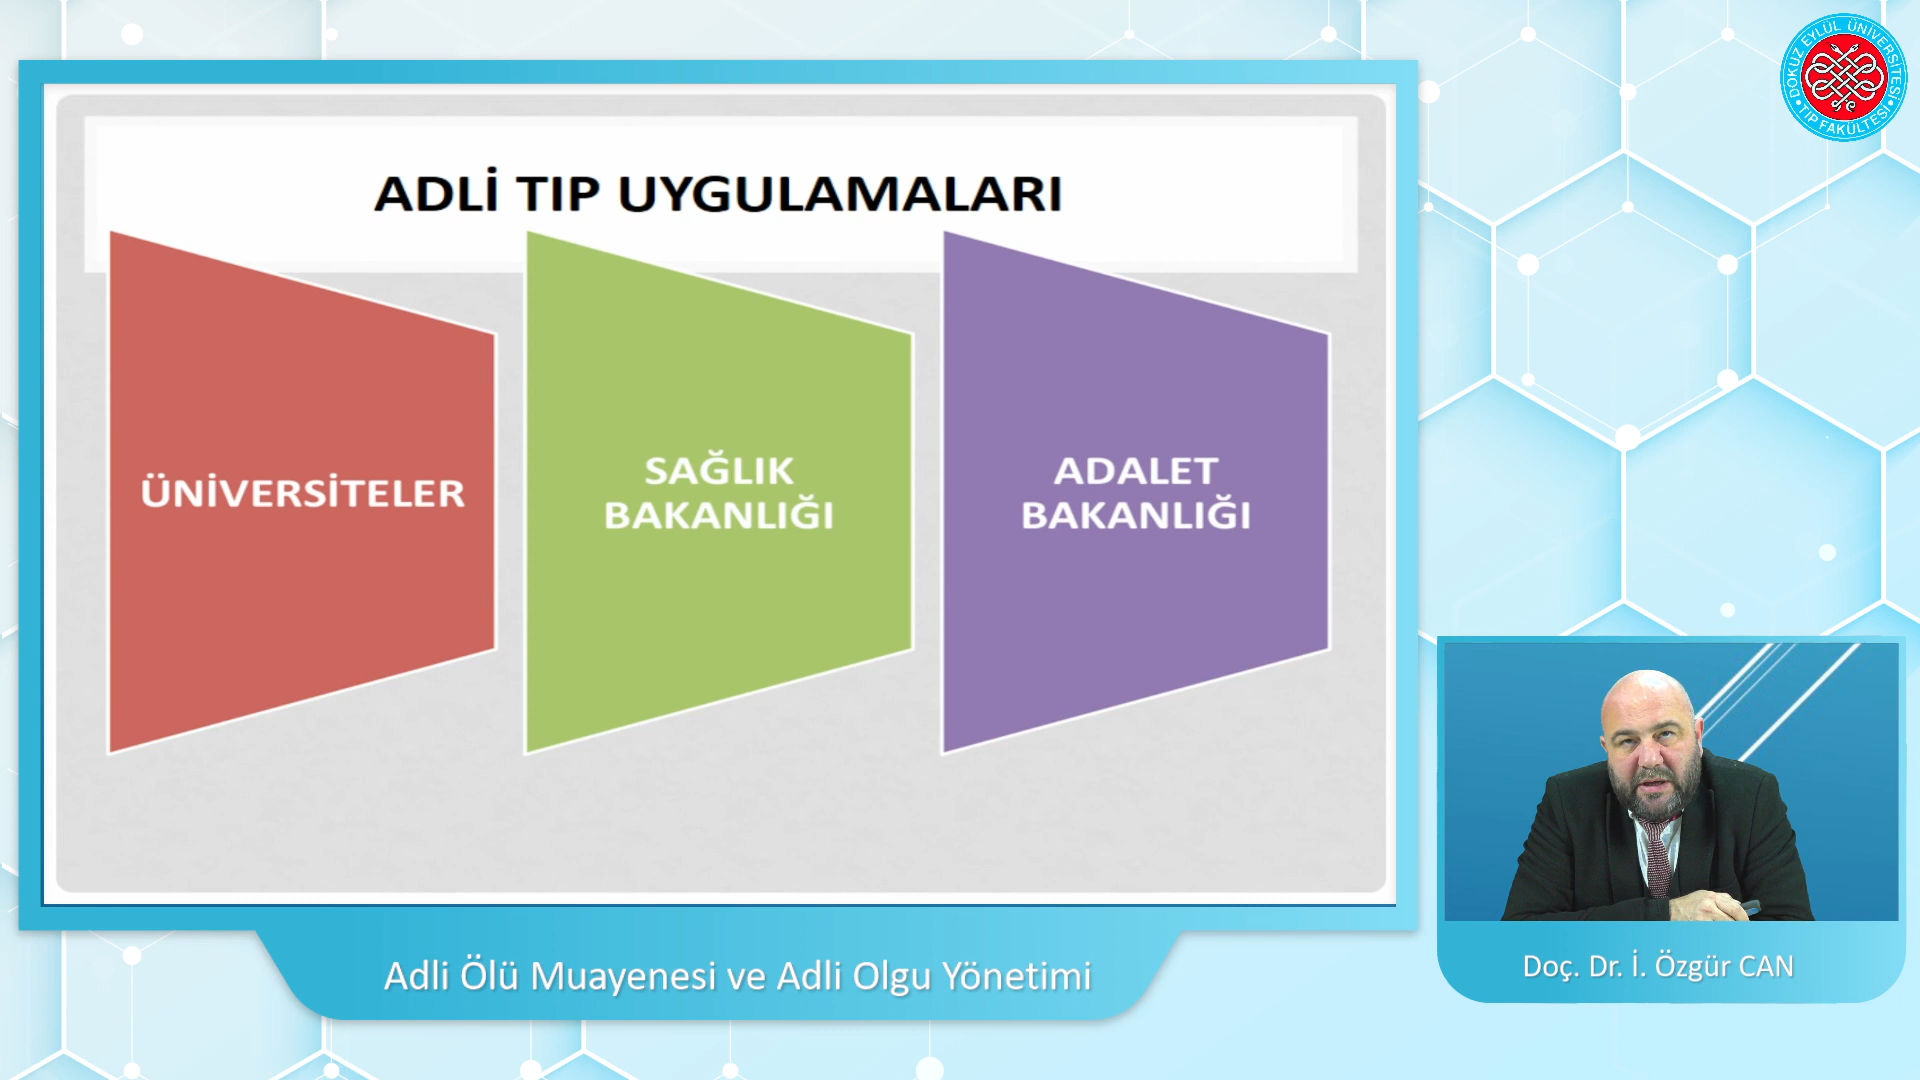 ADLİ TIP UYGULAMALARI
ÜNİVERSİTELER
SAĞLIK
BAKANLIĞI
ADALET
BAKANLIĞI
Adli Ölü Muayenesi ve Adli Olgu Yönetimi
Doç. Dr. İ. Özgür CAN
DOKUZ EYLÜL ÜNİVERSİTESİ
TIP FAKÜLTESİ